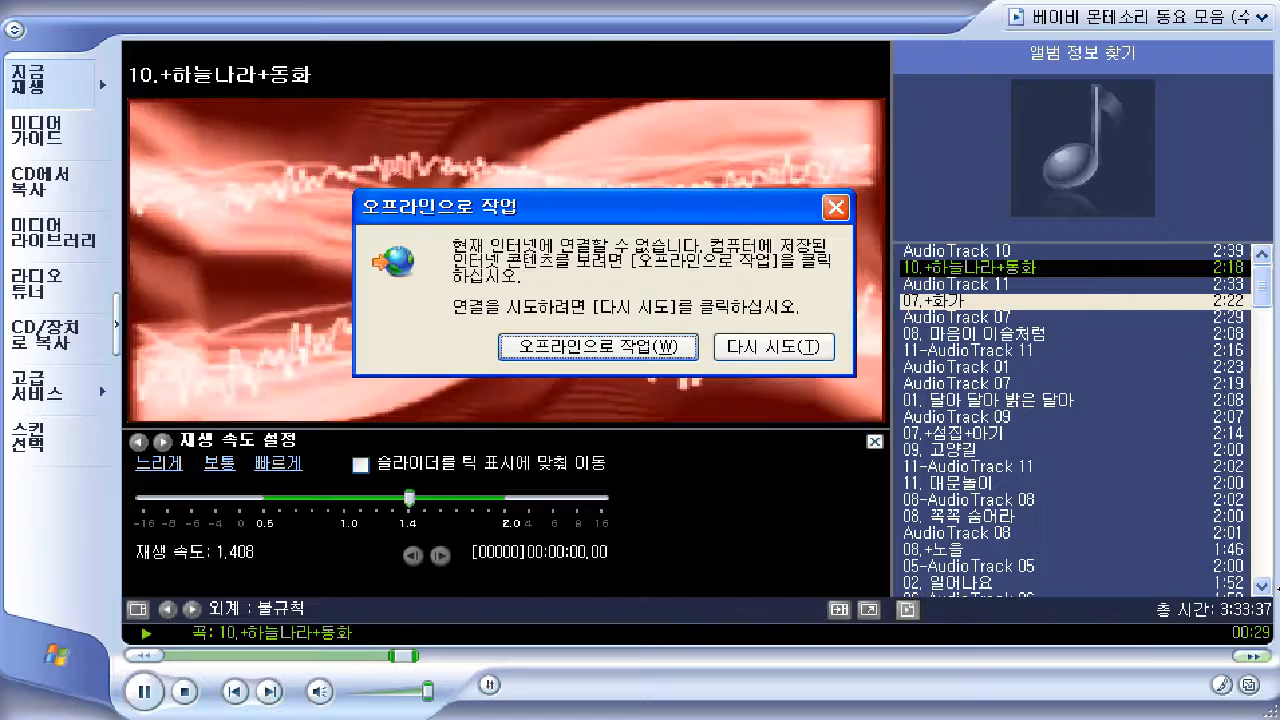 베이비 몬테소리 동요 모음 (수
지금
재생
미디어
가이드
CD에서
복사
미디어
라이브러리
라디오
튜너
CD/장치
로 복사
고급
서비스
스킨
선택
10.+하늘나라+동화
오프라인으로 작업
현재 인터넷에 연결할 수 없습니다. 컴퓨터에 저장된
인터넷 콘텐츠를 보려면 [오프라인으로 작업]을 클릭
하십시오.
연결을 시도하려면 [다시 시도]를 클릭하십시오.
오프라인으로 작업(W)
다시 시도(T)
재생 속도 설정
느리게 보통 빠르게
슬라이더를 틱 표시에 맞춰 이동
-16 -8 -6 -4 0 0.5 1.0 1.4 2.0 4 6 8 16
재생 속도: 1.408
[00000]00:00:00.00
외계 : 불규칙
앨범 정보 찾기
AudioTrack 10 2:39
10.+하늘나라+동화 2:18
AudioTrack 11 2:33
07.+화가 2:22
AudioTrack 07 2:29
08. 마음이 이슬처럼 2:08
11-AudioTrack 11 2:16
AudioTrack 01 2:23
AudioTrack 07 2:19
01. 달아 달아 밝은 달아 2:08
AudioTrack 09 2:07
07.+섬집+아기 2:14
09. 고양길 2:00
11-AudioTrack 11 2:02
11. 대문놀이 2:00
08-AudioTrack 08 2:02
08. 꼭꼭 숨어라 2:00
AudioTrack 08 2:01
08.+노을 1:46
05-AudioTrack 05 2:00
02. 일어나요 1:52
총 시간: 3:33:37
곡: 10.+하늘나라+동화
00:29